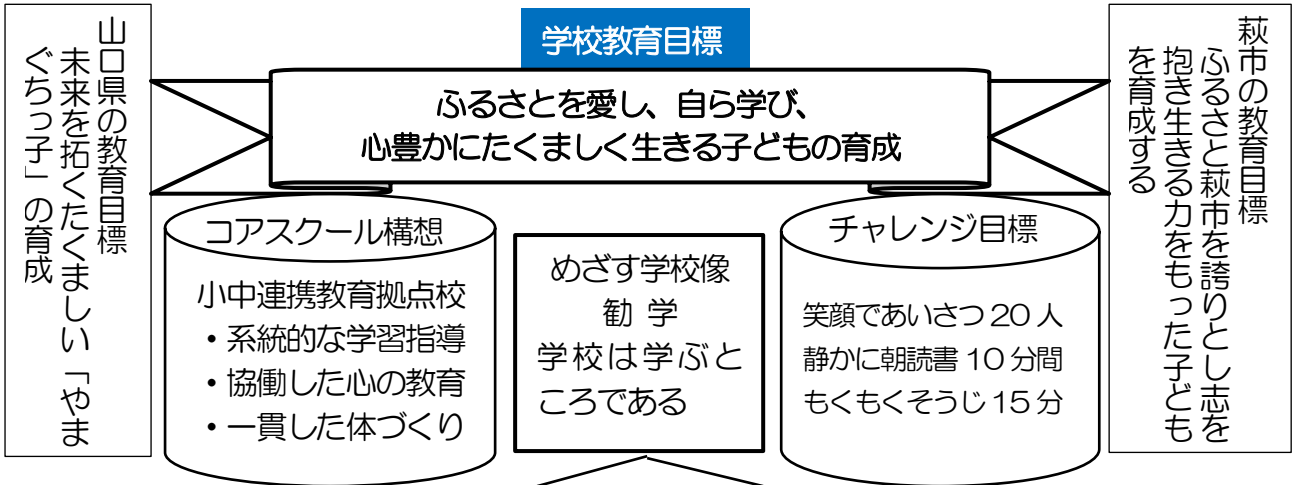 学校教育目標
ふるさとを愛し、自ら学び、
心豊かにたくましく生きる子どもの育成
山口県の教育目標
未来を拓くたくましい「やま
ぐちっ子」の育成
萩市の教育目標
ふるさと萩市を誇りとし志を
抱き生きる力をもった子ども
を育成する
コアスクール構想
小中連携教育拠点校
・系統的な学習指導
・協働した心の教育
・一貫した体づくり
めざす学校像
勧 学
学校は学ぶと
ころである
チャレンジ目標
笑顔であいさつ 20 人
静かに朝読書 10 分間
もくもくそうじ 15 分